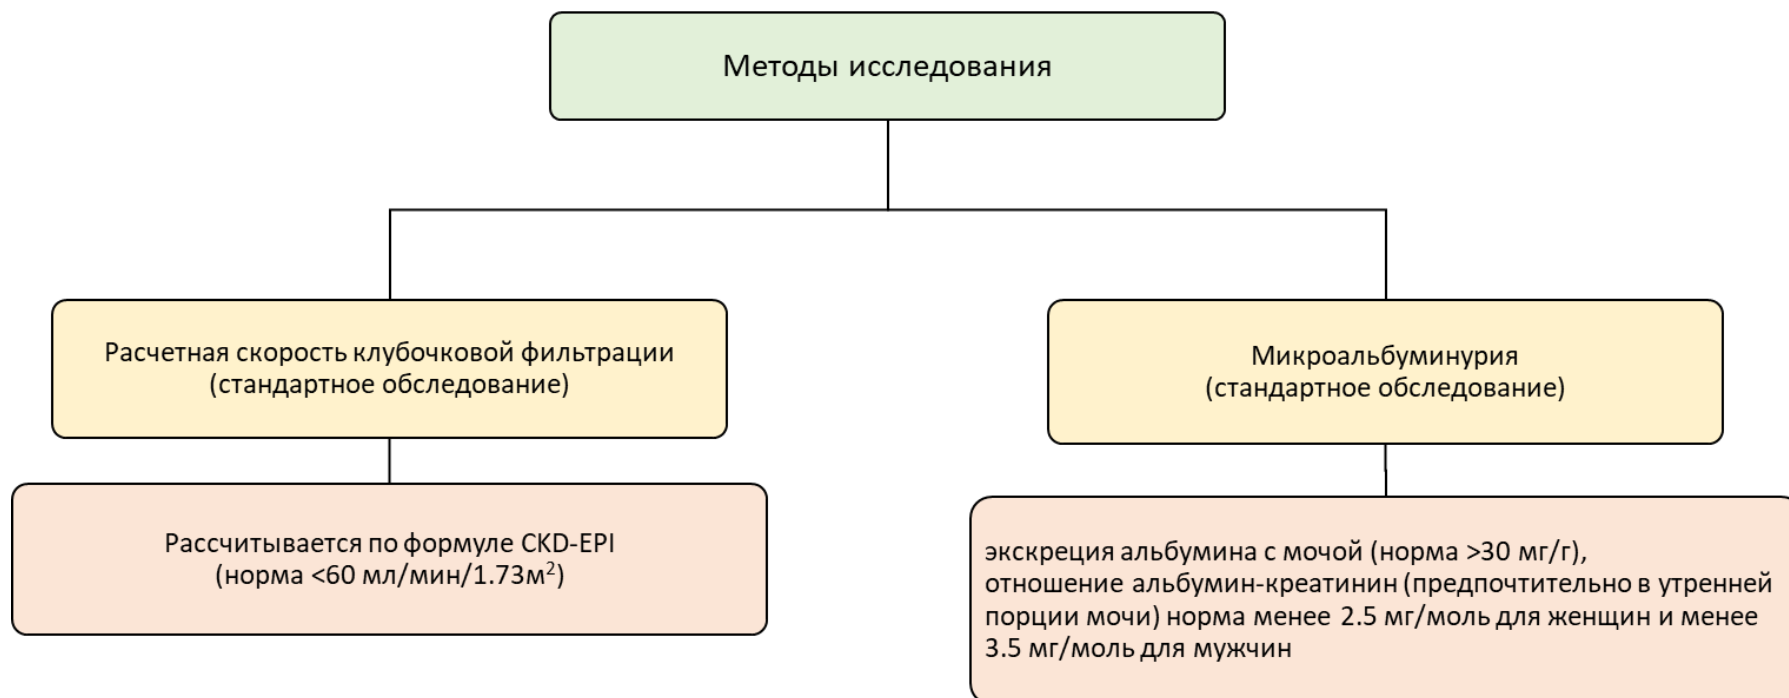 Методы исследования
Расчетная скорость клубочковой фильтрации
(стандартное обследование)
Микроальбуминурия
(стандартное обследование)
Рассчитывается по формуле CKD-EPI
(норма <60 мл/мин/1.73м²)
экскреция альбумина с мочой (норма >30 мг/г),
отношение альбумин-креатинин (предпочтительно в утренней
порции мочи) норма менее 2.5 мг/моль для женщин и менее
3.5 мг/моль для мужчин